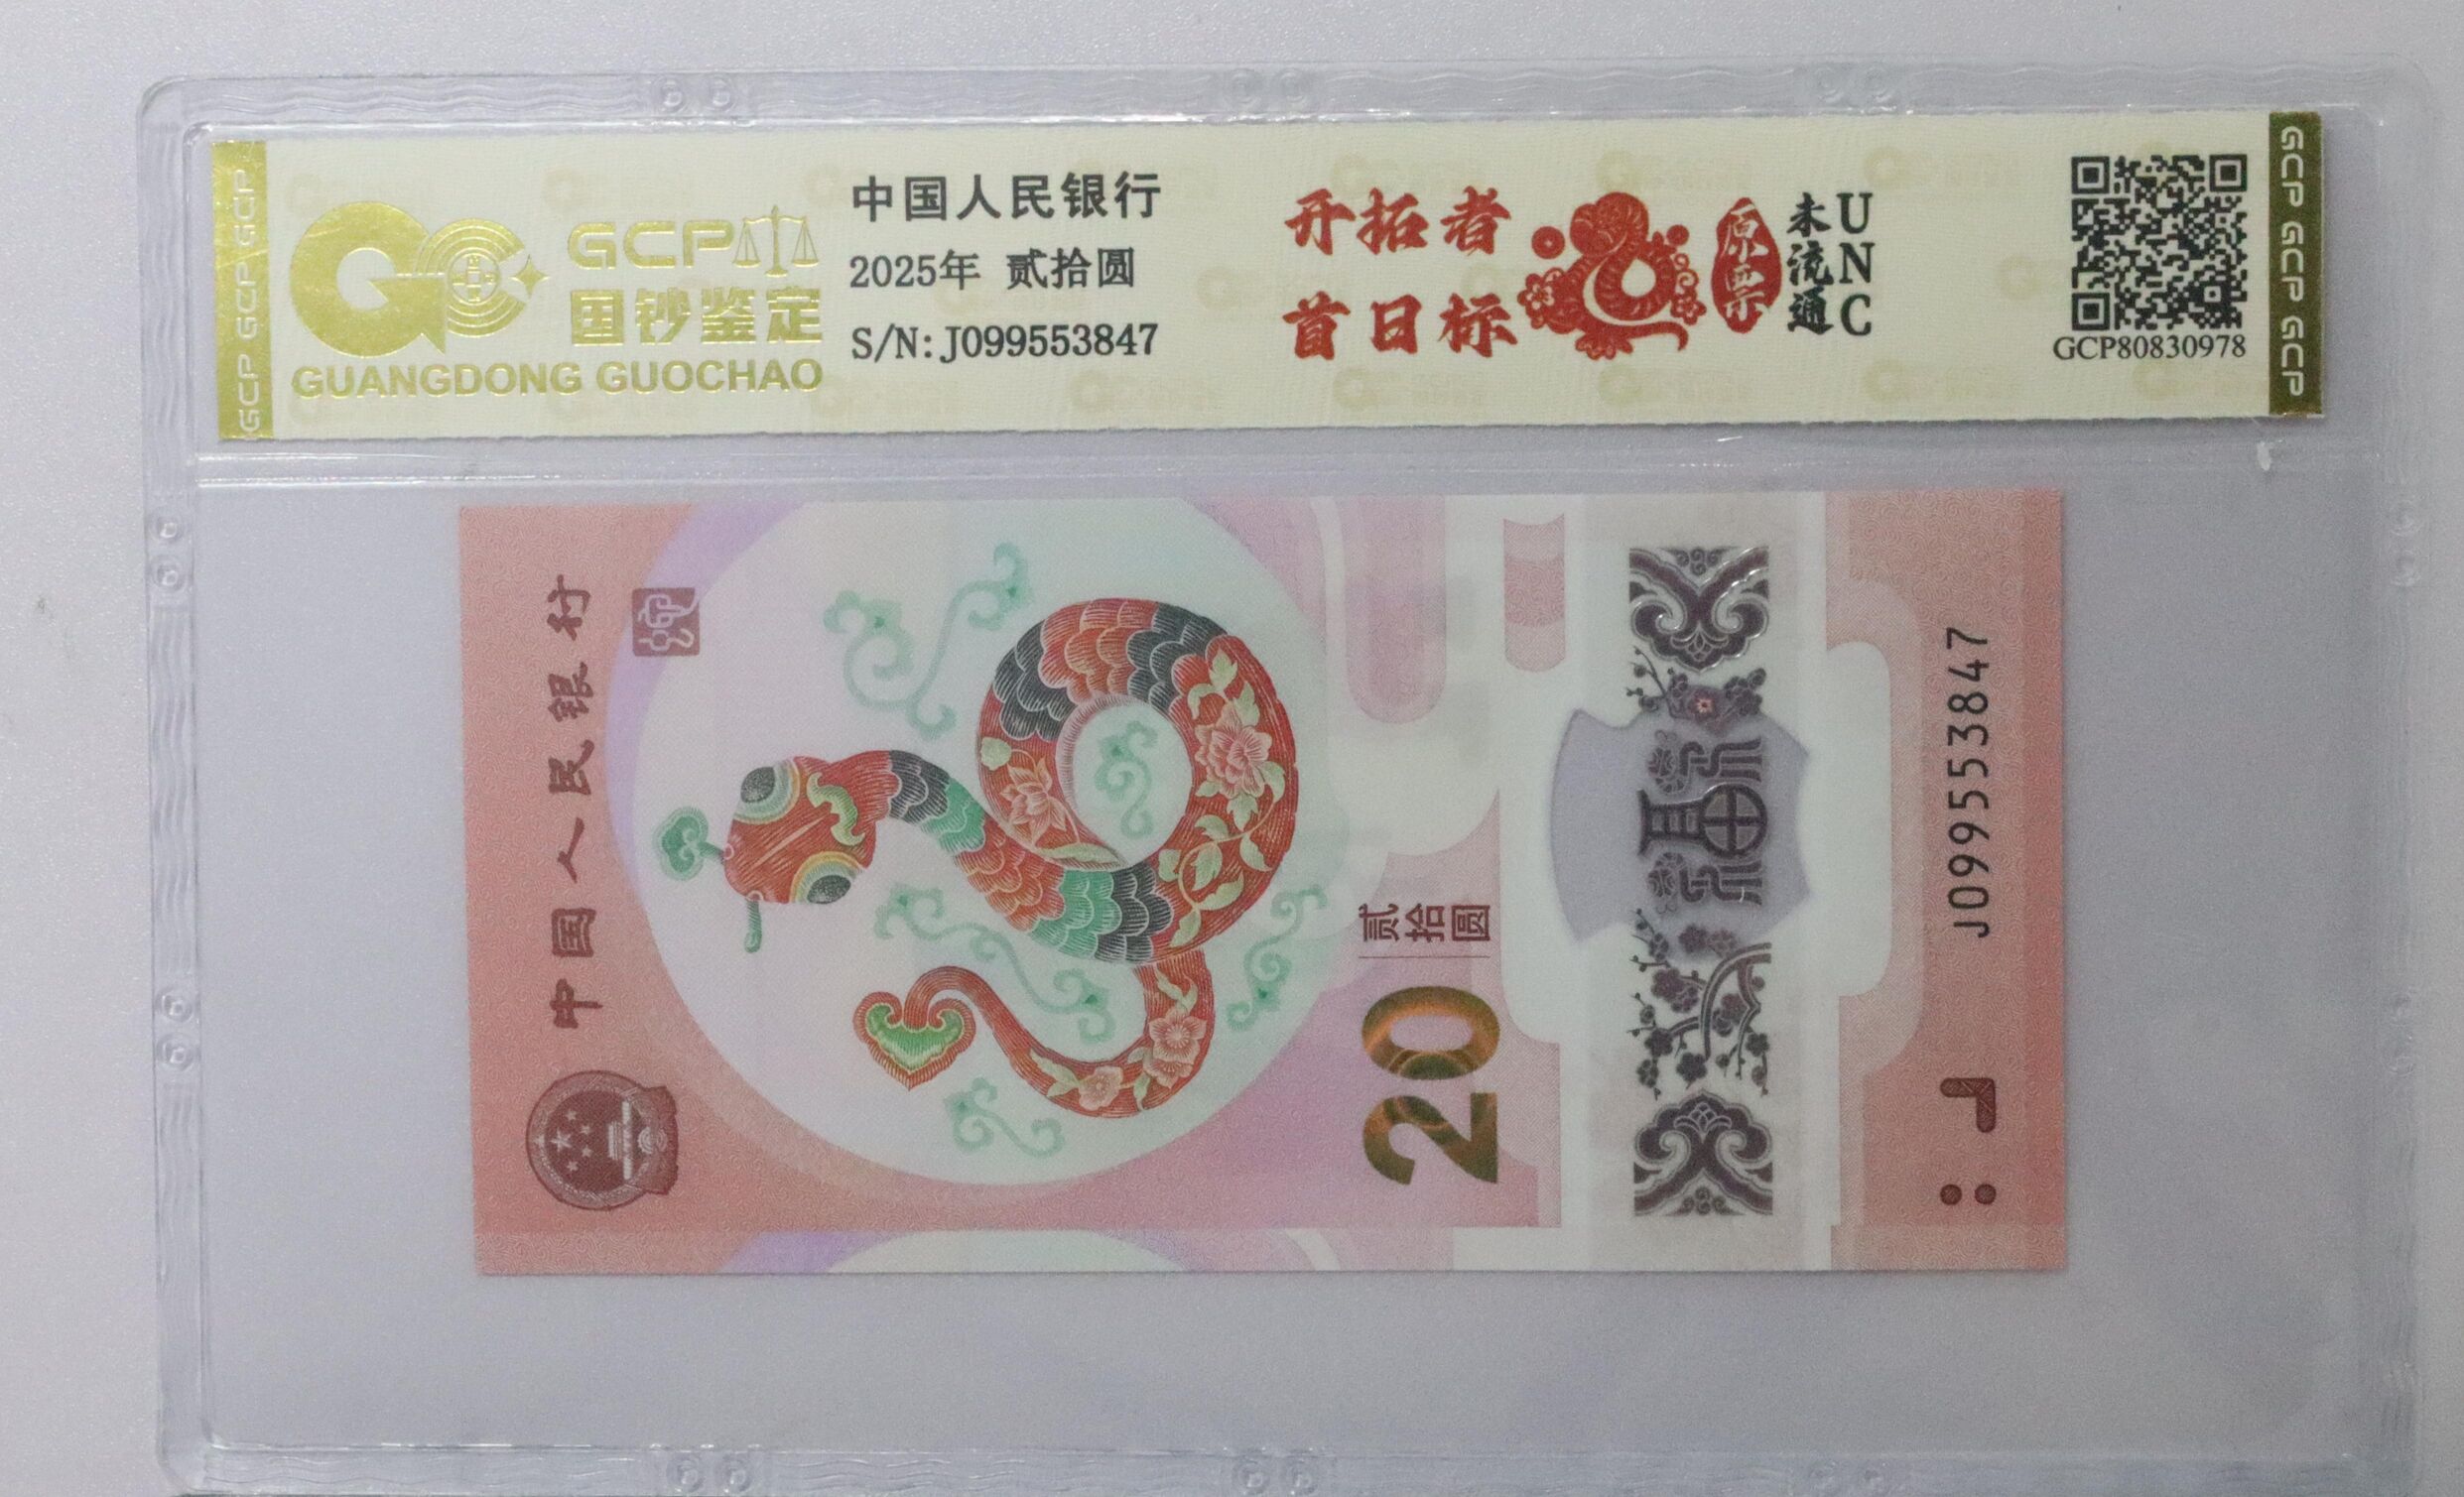 GCP GCP GCP
GCP
国钞鉴定
GUANGDONG GUOCHAO
中国人民银行
2025年 贰拾圆
S/N: J099553847
开拓者
首日标
原票
未流通
UNC
GCP80830978
GCP GCP GCP
中国人民银行
贰拾圆
20
福
J099553847